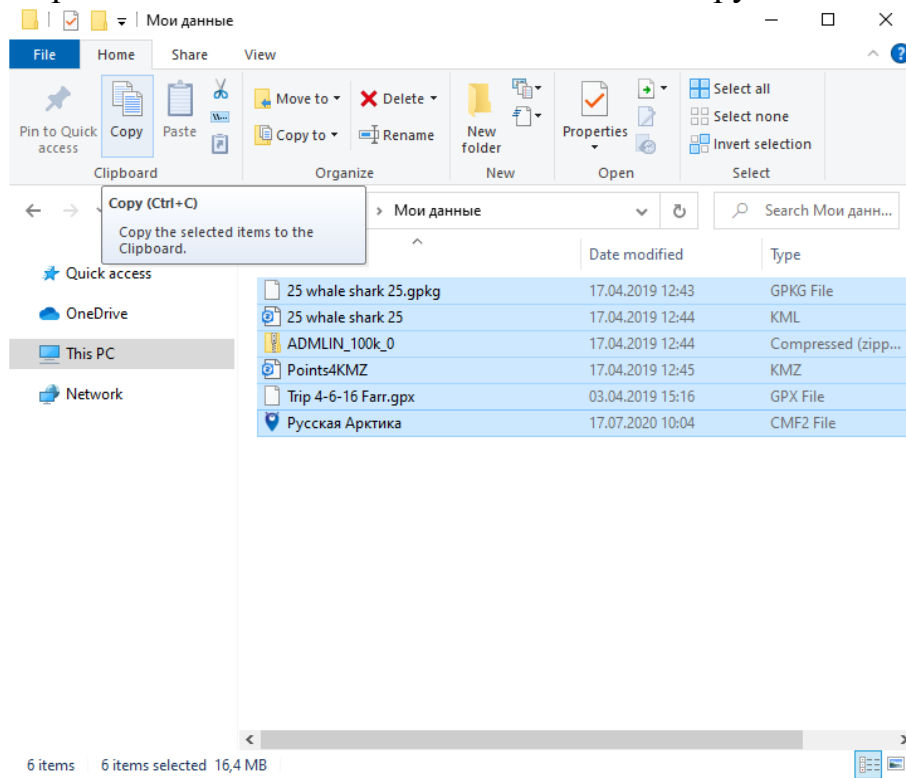 Мои данные
File Home Share View
Pin to Quick access
Copy
Paste
Clipboard
Move to
Copy to
Delete
Rename
Organize
New folder
New
Properties
Open
Select all
Select none
Invert selection
Select
Copy (Ctrl+C)
Copy the selected items to the
Clipboard.
› Мои данные
Search Мои данн...
Date modified Type
Quick access
OneDrive
This PC
Network
25 whale shark 25.gpkg 17.04.2019 12:43 GPKG File
25 whale shark 25 17.04.2019 12:44 KML
ADMLIN_100k_0 17.04.2019 12:44 Compressed (zipp...
Points4KMZ 17.04.2019 12:45 KMZ
Trip 4-6-16 Farr.gpx 03.04.2019 15:16 GPX File
Русская Арктика 17.07.2020 10:04 CMF2 File
6 items 6 items selected 16,4 MB